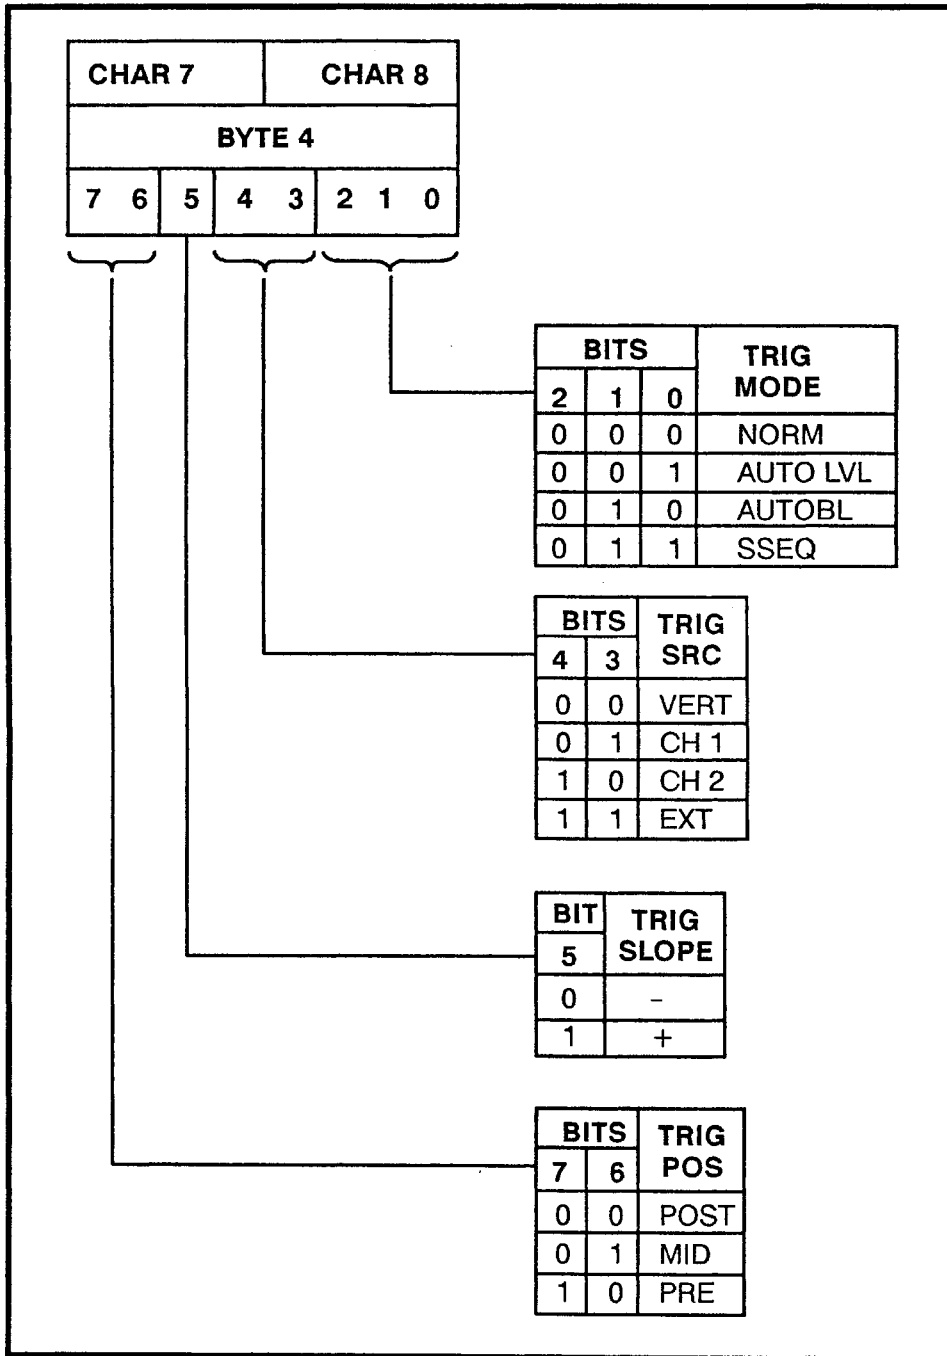 CHAR 7 CHAR 8
BYTE 4
7 6 5 4 3 2 1 0
BITS TRIG MODE
2 1 0
0 0 0 NORM
0 0 1 AUTO LVL
0 1 0 AUTOBL
0 1 1 SSEQ
BITS TRIG SRC
4 3
0 0 VERT
0 1 CH 1
1 0 CH 2
1 1 EXT
BIT TRIG SLOPE
5
0 -
1 +
BITS TRIG POS
7 6
0 0 POST
0 1 MID
1 0 PRE